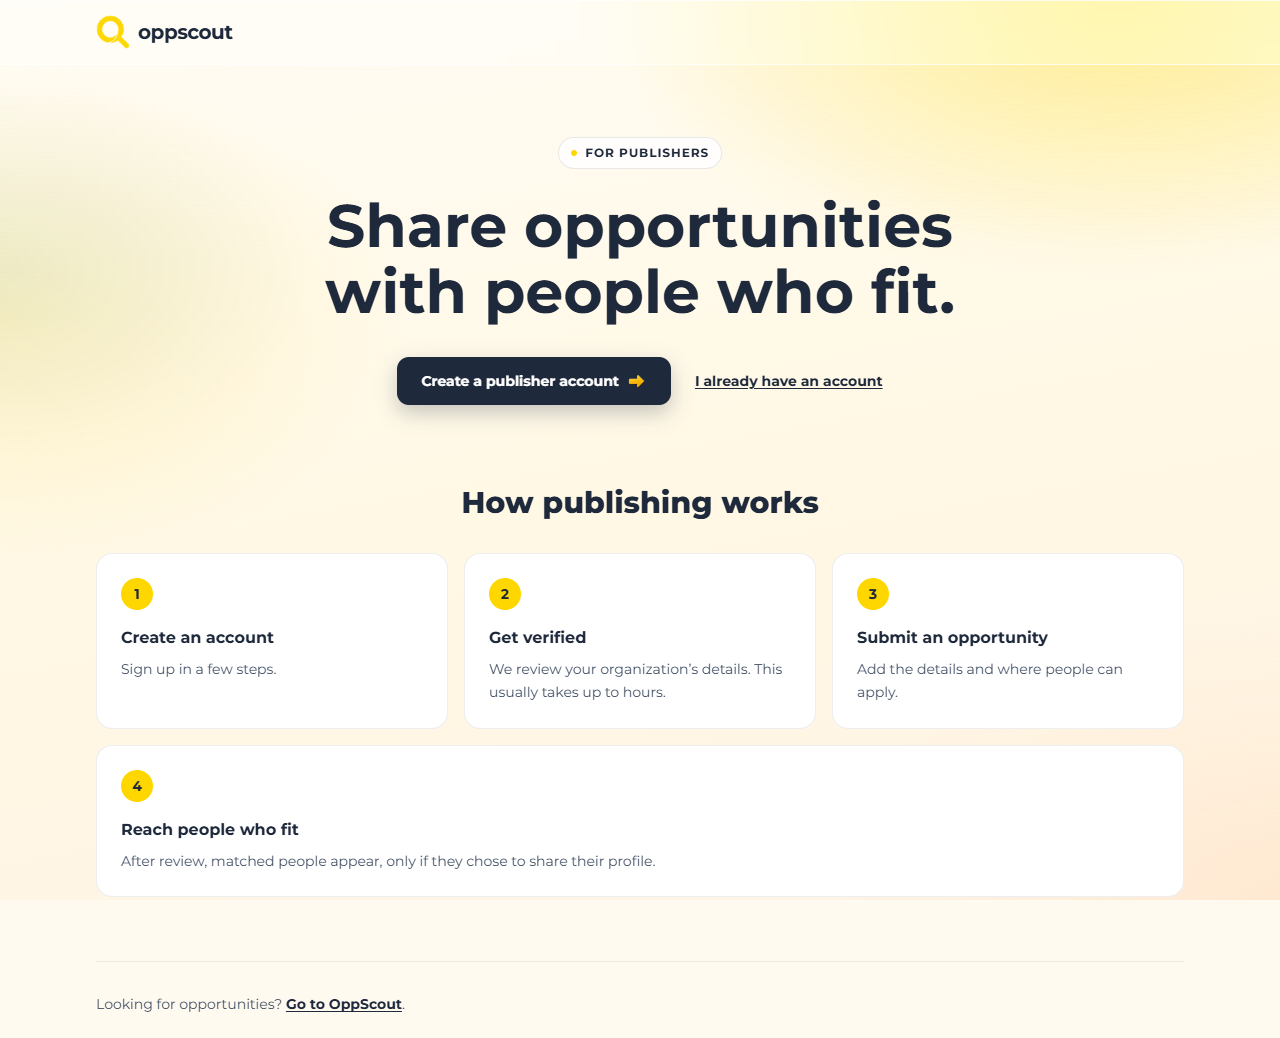 oppscout
FOR PUBLISHERS
Share opportunities
with people who fit.
Create a publisher account
I already have an account
How publishing works
1
Create an account
Sign up in a few steps.
2
Get verified
We review your organization’s details. This
usually takes up to hours.
3
Submit an opportunity
Add the details and where people can
apply.
4
Reach people who fit
After review, matched people appear, only if they chose to share their profile.
Looking for opportunities? Go to OppScout.